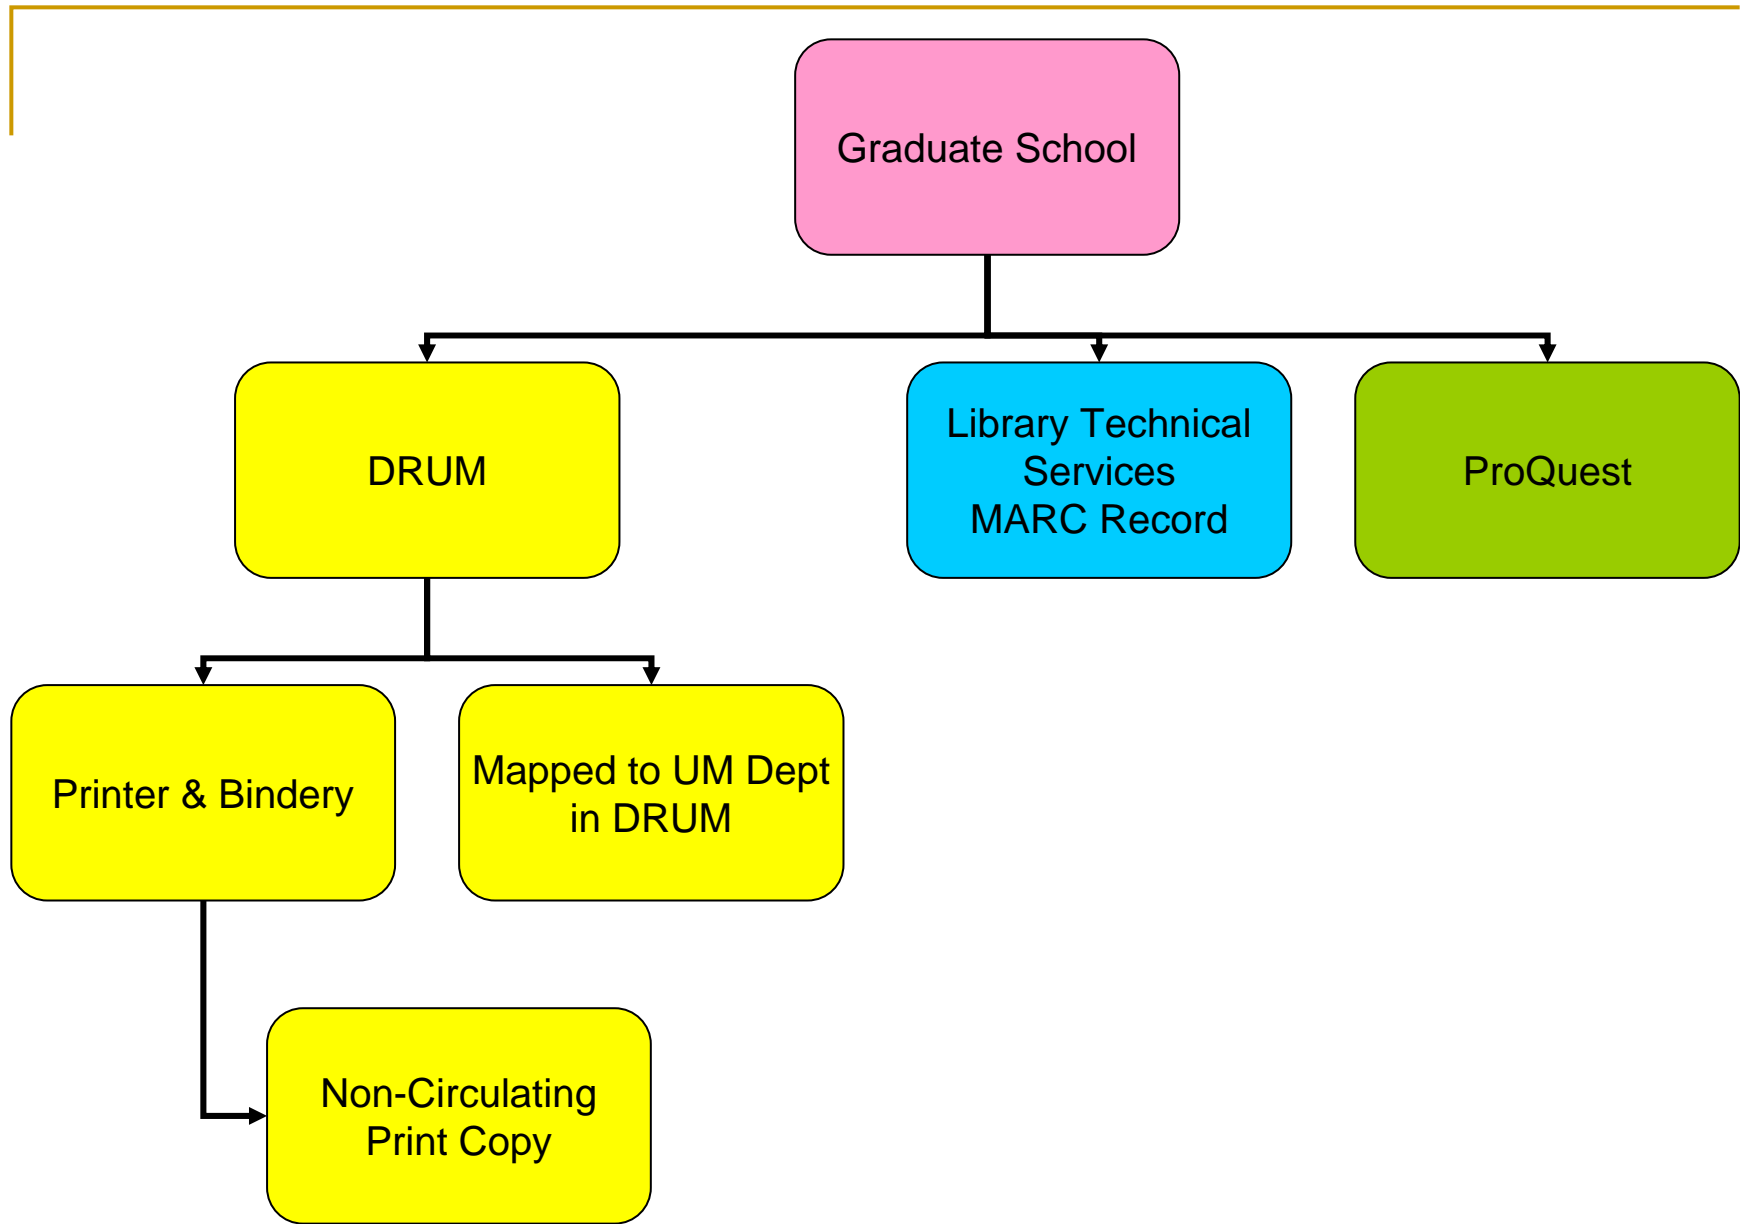 Graduate School
DRUM
Library Technical
Services
MARC Record
ProQuest
Printer & Bindery
Mapped to UM Dept
in DRUM
Non-Circulating
Print Copy